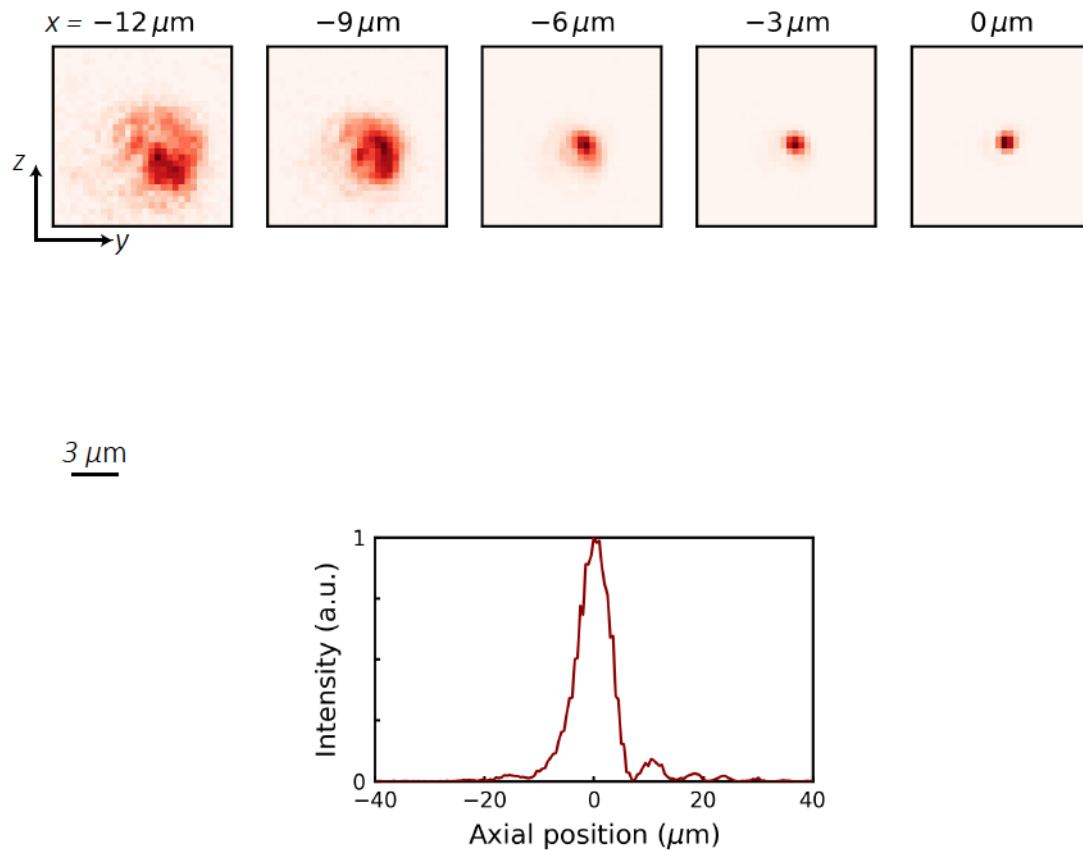 x = −12 μm −9 μm −6 μm −3 μm 0 μm
z
y
3 μm
1
Intensity (a.u.)
0
−40 −20 0 20 40
Axial position (μm)